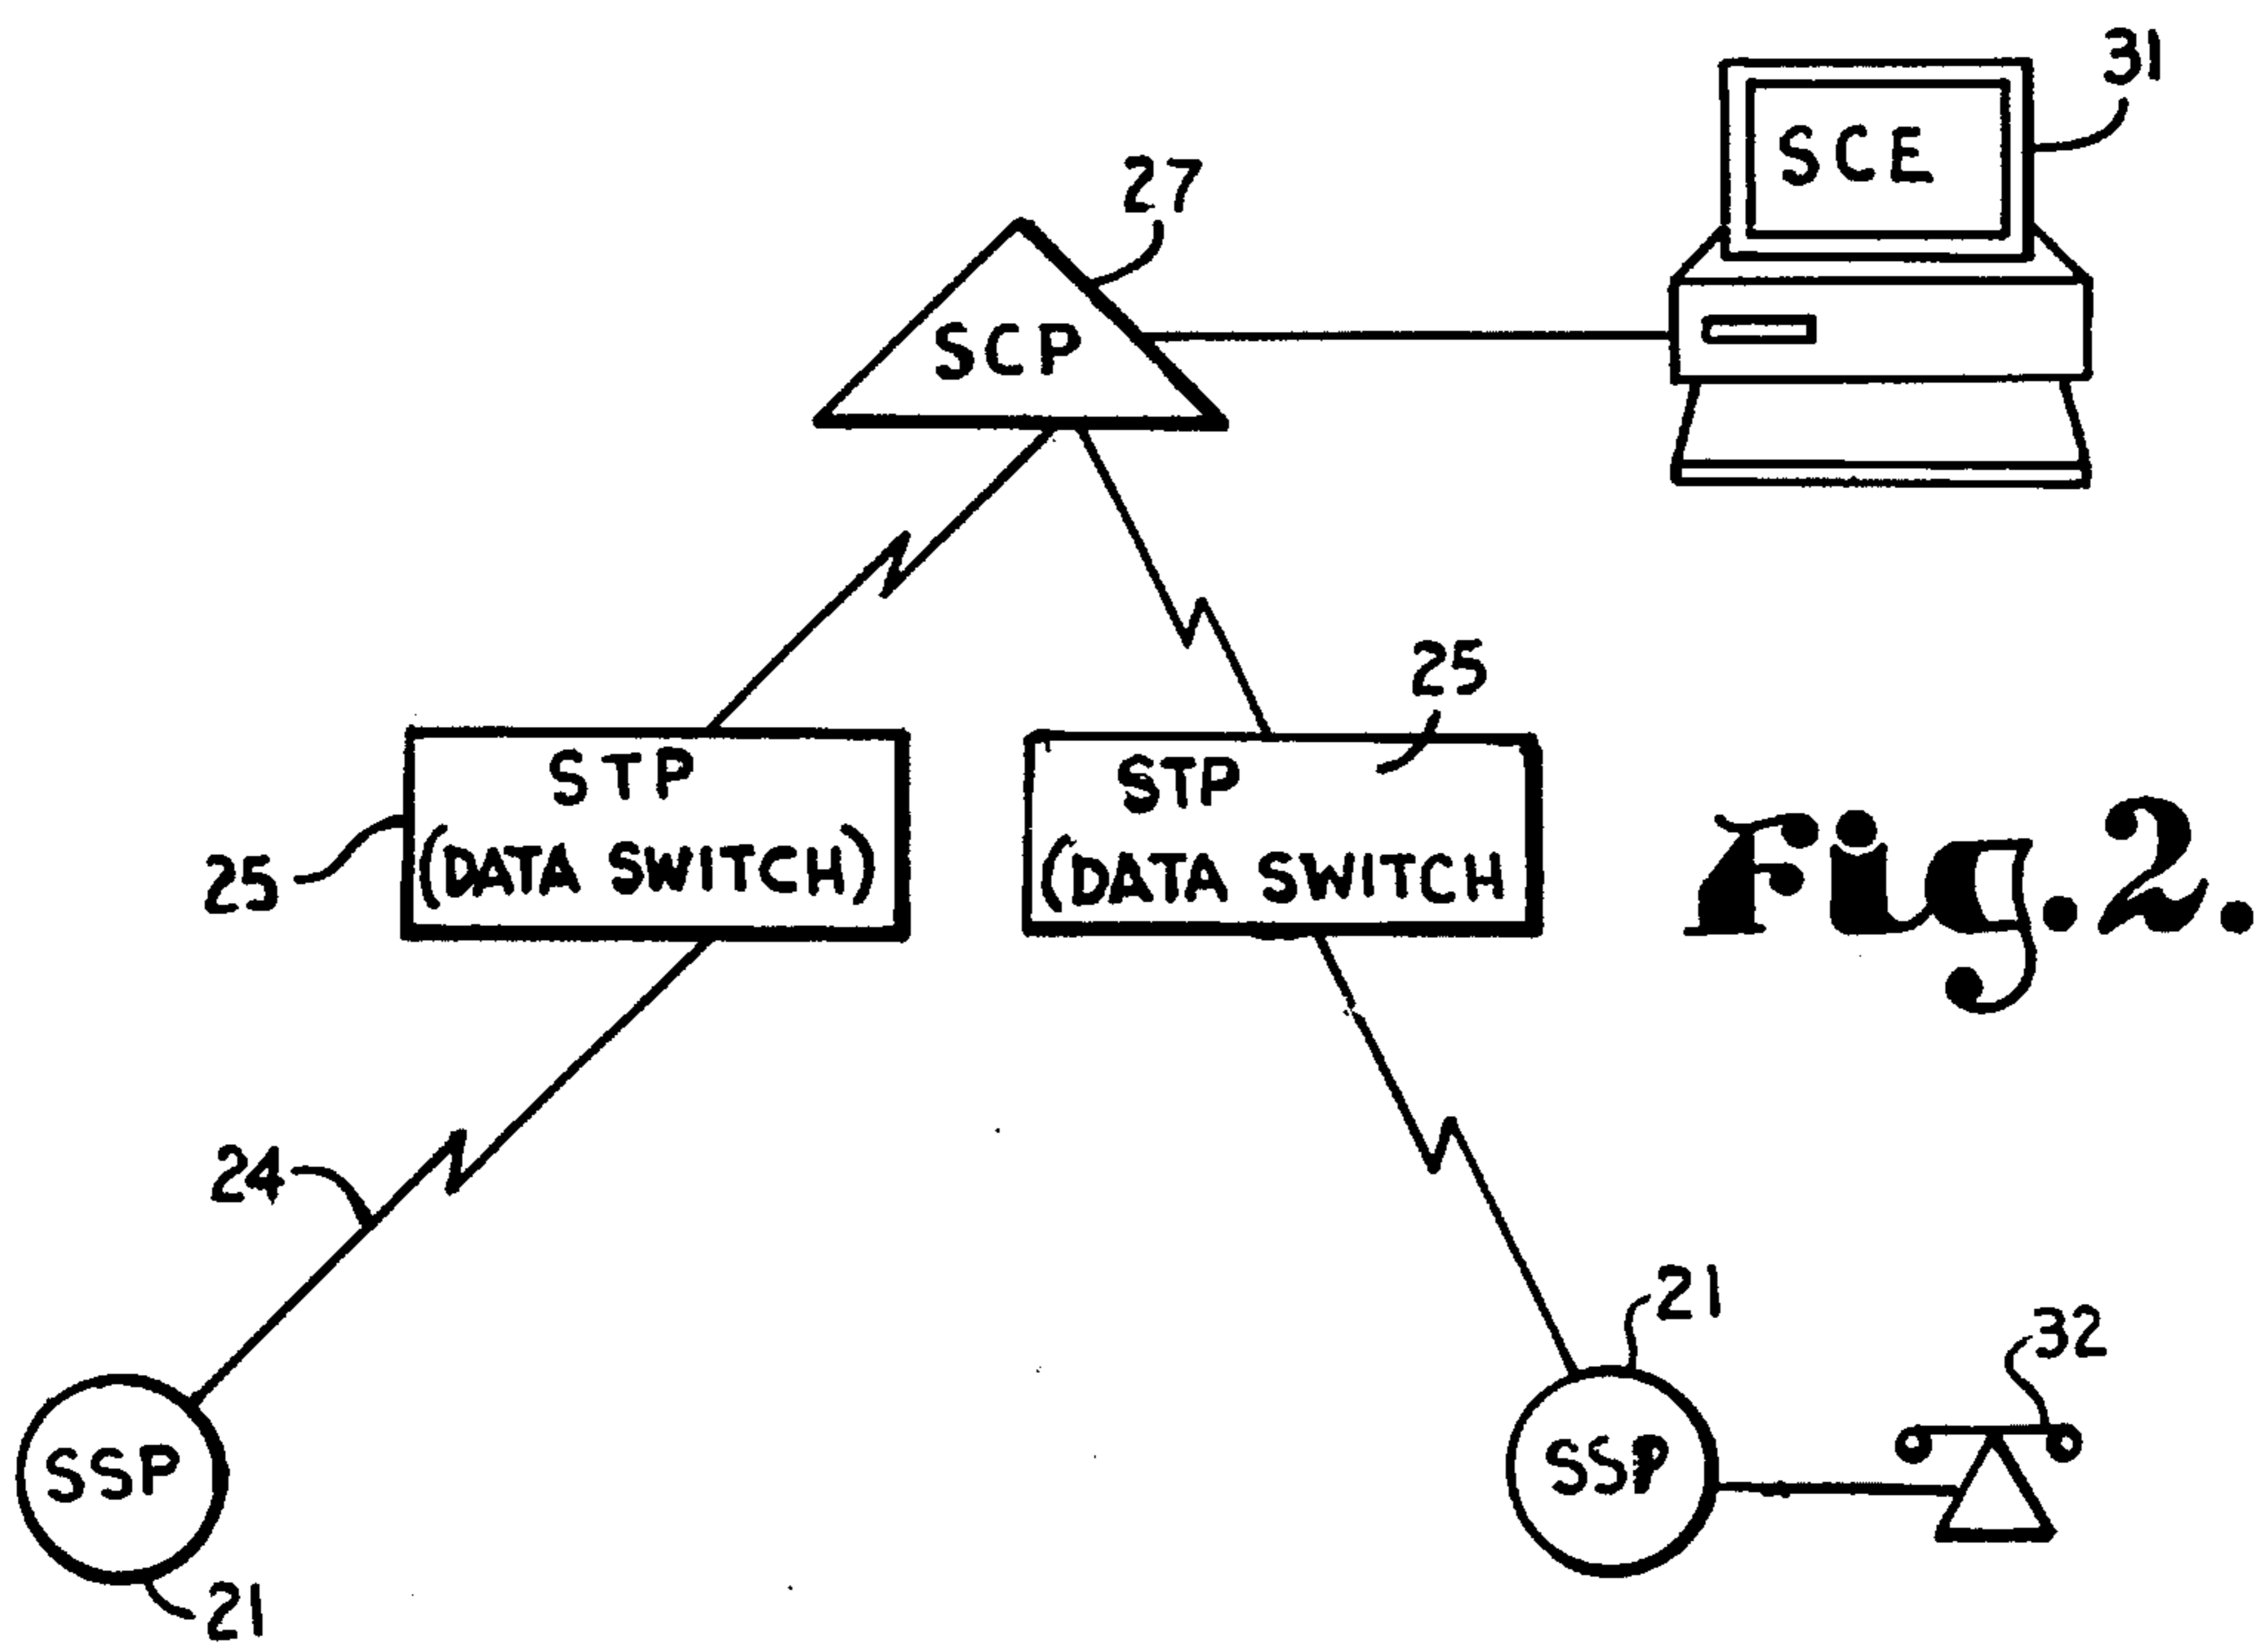 31
SCE
27
SCP
25
STP
(DATA SWITCH)
25
STP
(DATA SWITCH
Fig.2.
24
21
32
SSP
SSP
21